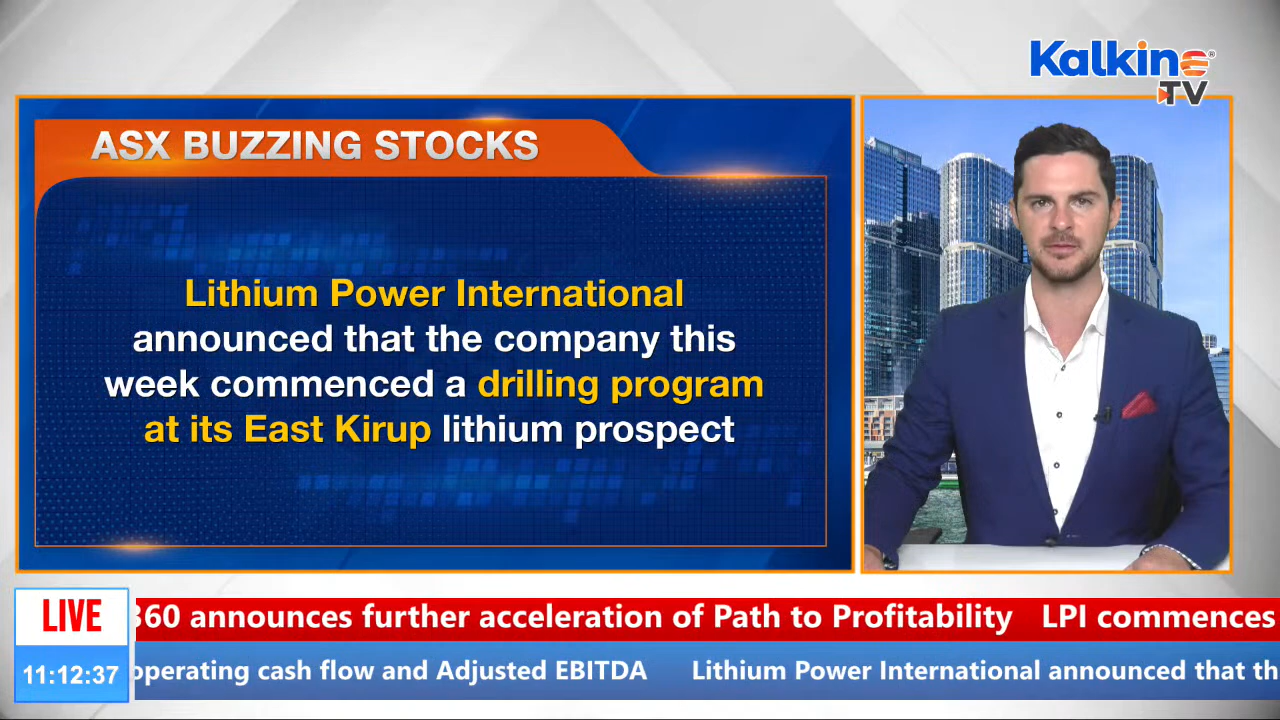 Kalkine®
TV
ASX BUZZING STOCKS
Lithium Power International
announced that the company this
week commenced a drilling program
at its East Kirup lithium prospect
LIVE
360 announces further acceleration of Path to Profitability LPI commences
11:12:37
operating cash flow and Adjusted EBITDA Lithium Power International announced that th